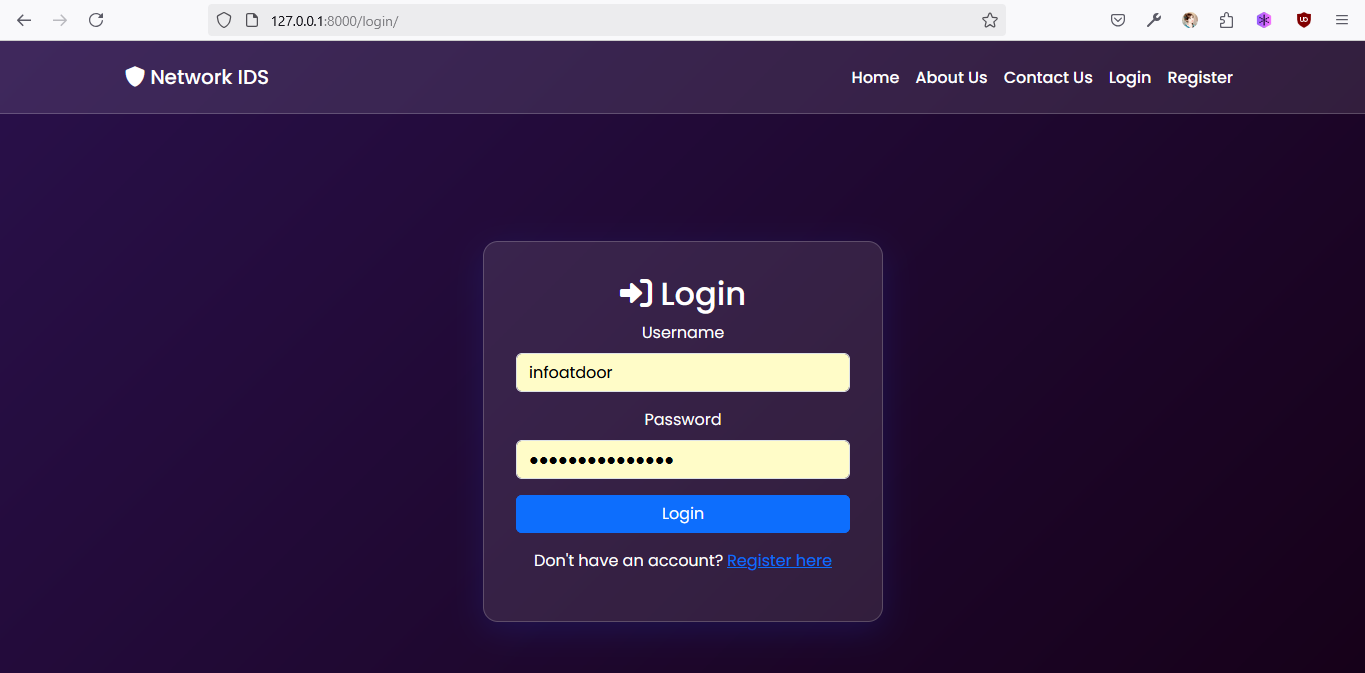 127.0.0.1:8000/login/
Network IDS
Home About Us Contact Us Login Register
Login
Username
infoatdoor
Password
●●●●●●●●●●●●●●●
Login
Don't have an account? Register here